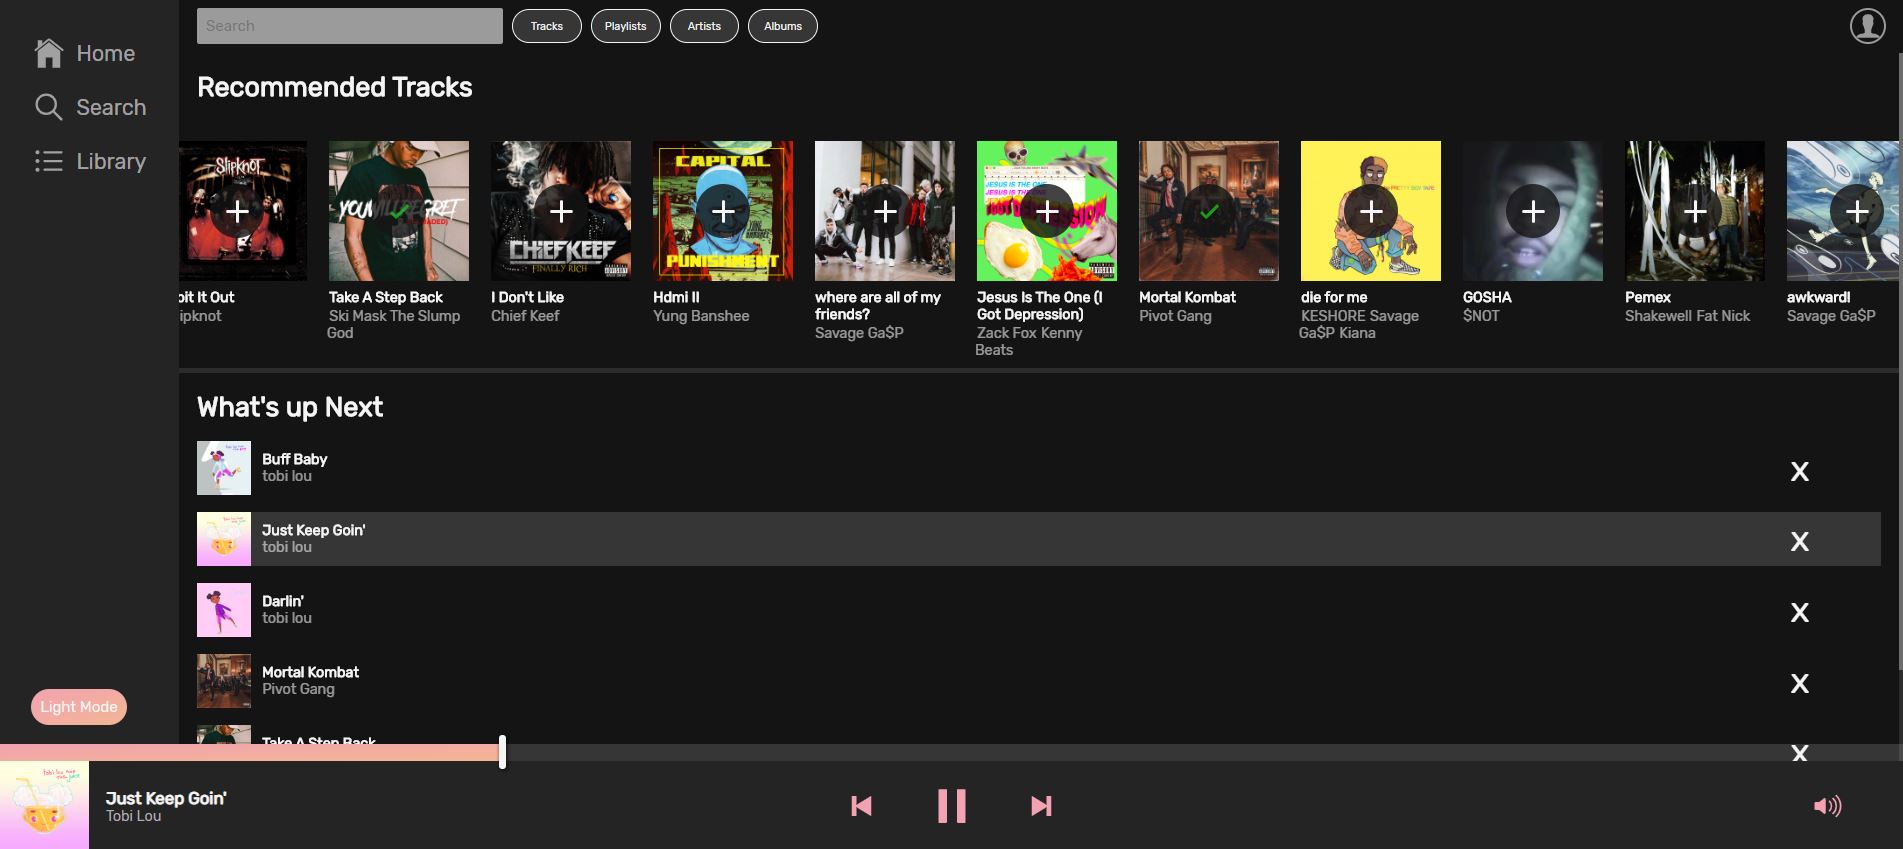 Home
Search
Library
Light Mode
Search
Tracks
Playlists
Artists
Albums
Recommended Tracks
SLIPKNOT
pit It Out
ipknot
Take A Step Back
Ski Mask The Slump
God
CHIEF KEEF
FINALLY RICH
I Don't Like
Chief Keef
CAPITAL
PUNISHMENT
Hdmi II
Yung Banshee
where are all of my
friends?
Savage Ga$P
JESUS IS THE ONE
JESUS IS THE ONE
Jesus Is The One (I
Got Depression)
Zack Fox Kenny
Beats
Mortal Kombat
Pivot Gang
die for me
KESHORE Savage
Ga$P Kiana
GOSHA
$NOT
Pemex
Shakewell Fat Nick
awkward!
Savage Ga$P
What's up Next
Buff Baby
tobi lou
X
Just Keep Goin'
tobi lou
X
Darlin'
tobi lou
X
Mortal Kombat
Pivot Gang
X
Take A Step Back
X
Just Keep Goin'
Tobi Lou